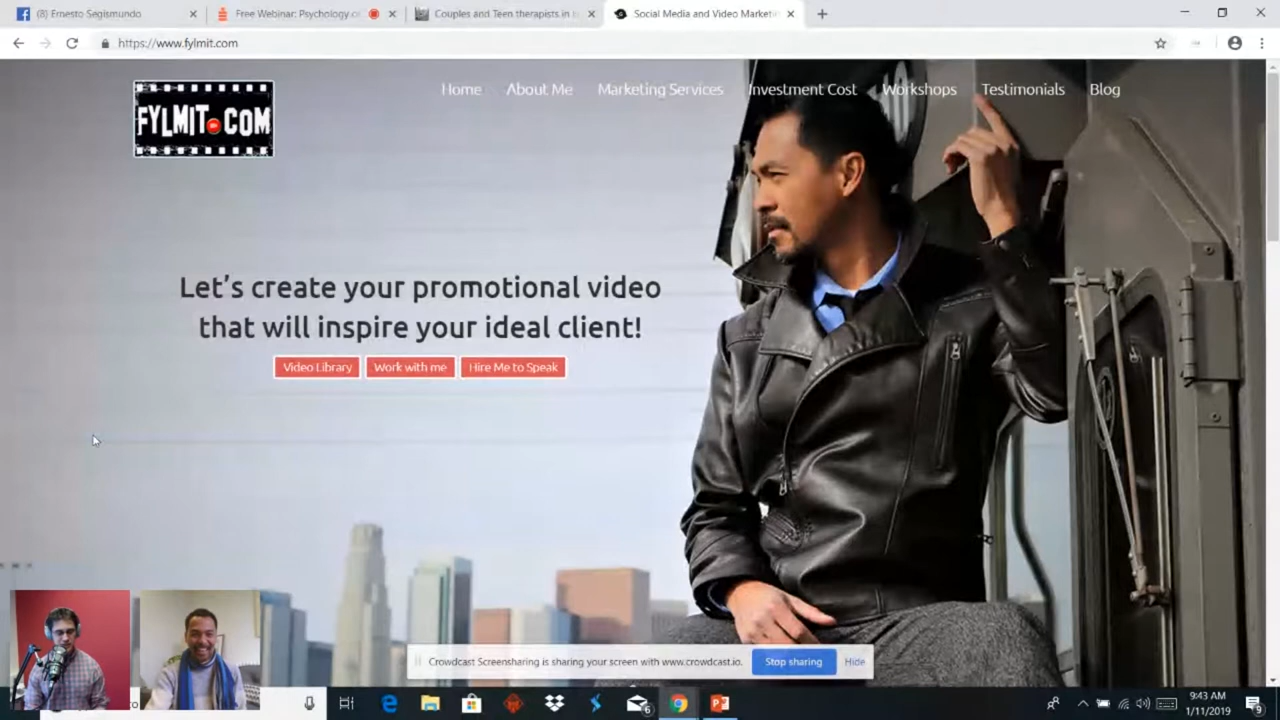 (8) Ernesto Segismundo
Free Webinar: Psychology o
Couples and Teen therapists in
Social Media and Video Marketin
https://www.fylmit.com
FYLMIT.COM
Home About Me Marketing Services Investment Cost Workshops Testimonials Blog
Let's create your promotional video
that will inspire your ideal client!
Video Library Work with me Hire Me to Speak
Crowdcast Screensharing is sharing your screen with www.crowdcast.io. Stop sharing Hide
9:43 AM
1/11/2019